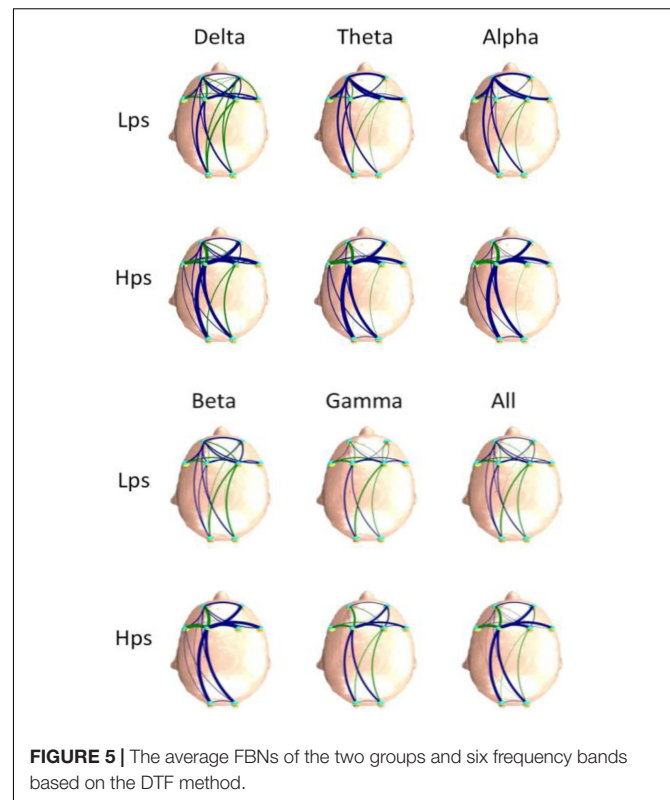 Delta Theta Alpha
Lps
Hps
Beta Gamma All
Lps
Hps
FIGURE 5 | The average FBNs of the two groups and six frequency bands
based on the DTF method.